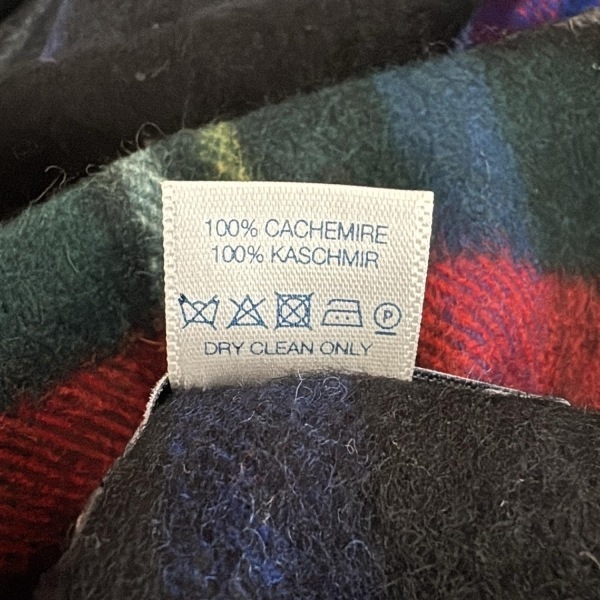 100% CACHEMIRE
100% KASCHMIR
P
DRY CLEAN ONLY